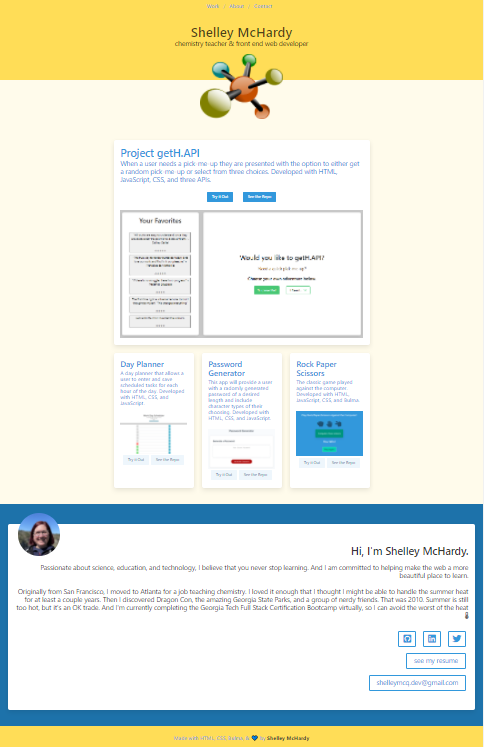 Work / About / Contact
Shelley McHardy
chemistry teacher & front end web developer
Project getH.API
When a user needs a pick-me-up they are presented with the option to either get
a random pick-me-up or select from three choices. Developed with HTML,
JavaScript, CSS, and three APIs.
Try it Out
See the Repo
Your Favorites
Would you like to getH.API?
Need a quick pick me up?
Choose your own adventure below.
Day Planner
A day planner that allows a
user to enter and save
scheduled tasks for each
hour of the day. Developed
with HTML, CSS, and
JavaScript
Try it Out
See the Repo
Password
Generator
This app will provide a user
with a randomly generated
password of a desired
length and include
character types of their
choosing. Developed with
HTML, CSS, and JavaScript.
Try it Out
See the Repo
Rock Paper
Scissors
The classic game played
against the computer.
Developed with HTML,
JavaScript, CSS, and Bulma.
Try it Out
See the Repo
Hi, I'm Shelley McHardy.
Passionate about science, education, and technology, I believe that you never stop learning. And I am committed to helping make the web a more
beautiful place to learn.
Originally from San Francisco, I moved to Atlanta for a job teaching chemistry. I loved it enough that I thought I might be able to handle the summer heat
for at least a couple years. Then I discovered Dragon Con, the amazing Georgia State Parks, and a group of nerdy friends. That was 2010. Summer is still
too hot, but it's an OK trade. And I'm currently completing the Georgia Tech Full Stack Certification Bootcamp virtually, so I can avoid the worst of the heat
see my resume
shelleymcq.dev@gmail.com
Made with HTML, CSS, Bulma, & 💙 by Shelley McHardy